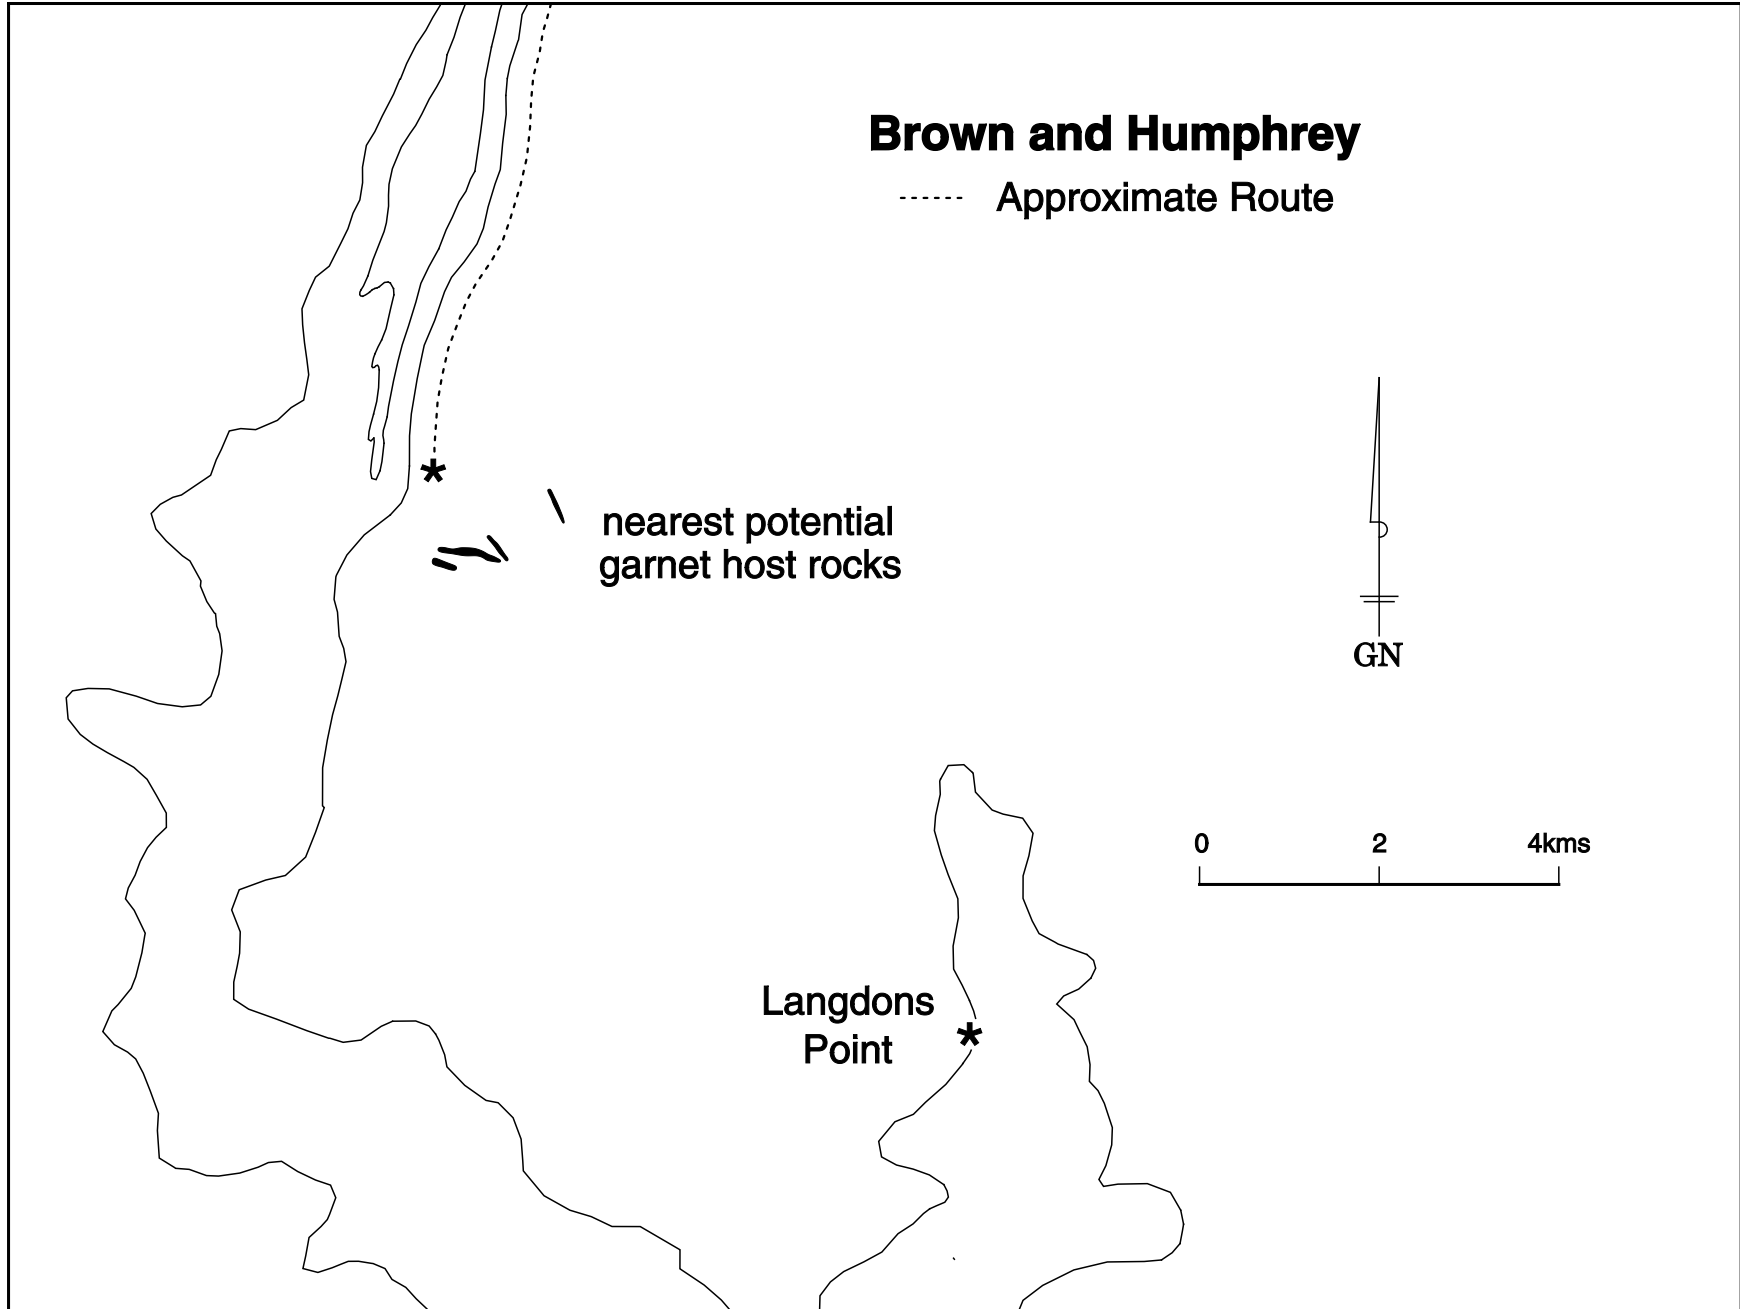 Brown and Humphrey
Approximate Route
nearest potential
garnet host rocks
GN
0 2 4kms
Langdons
Point